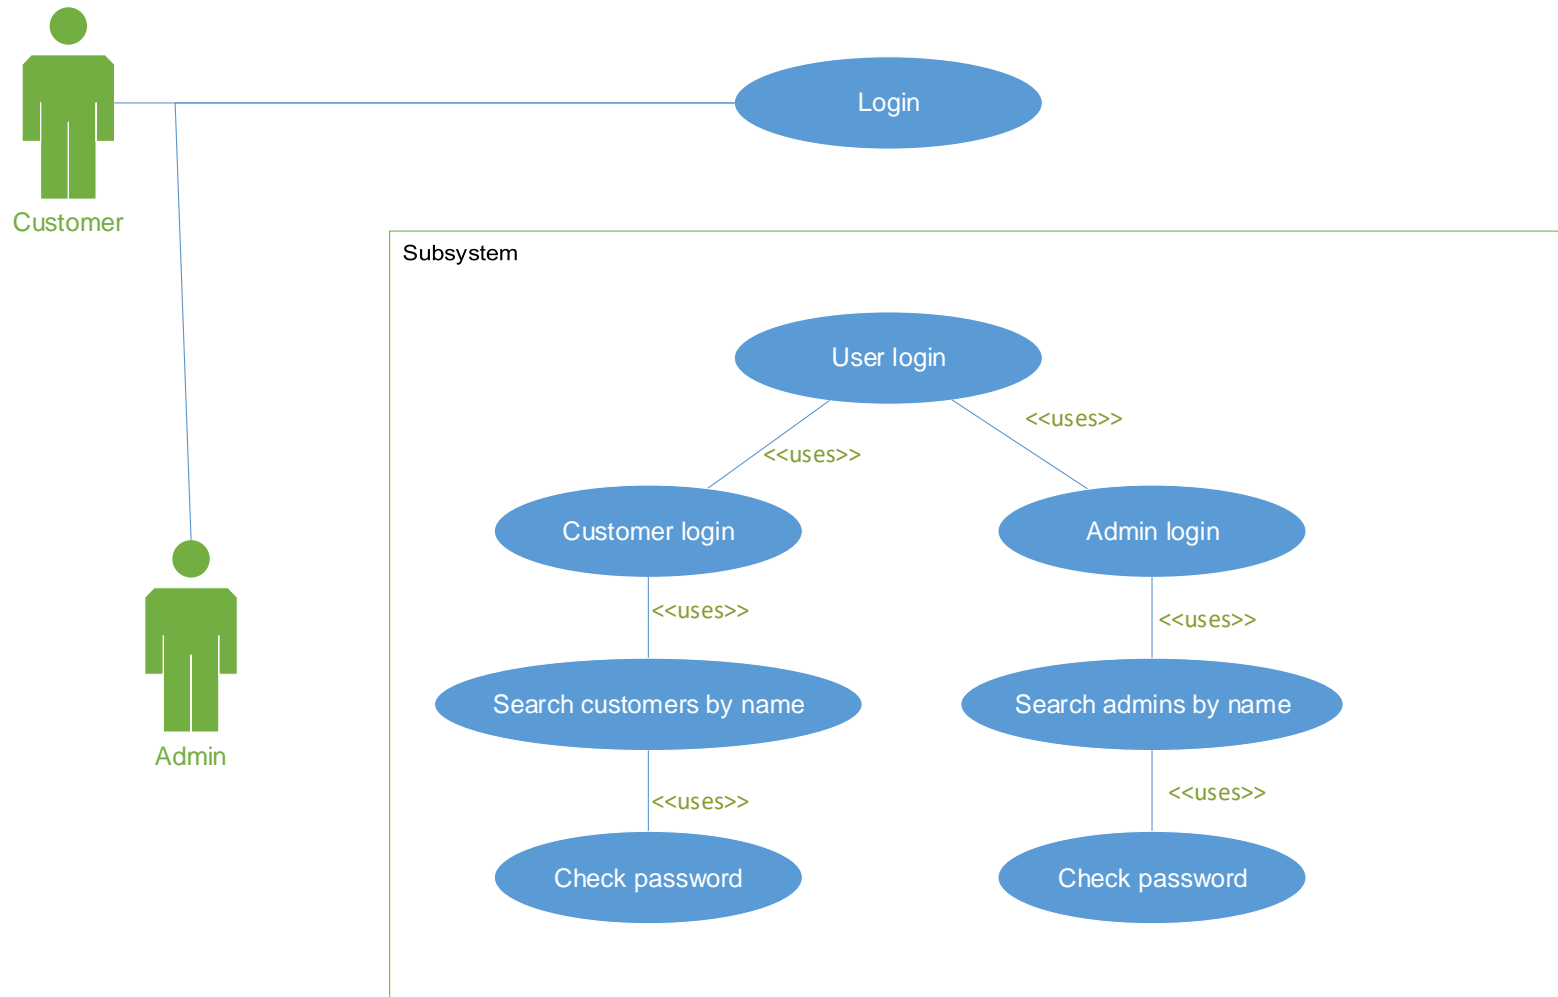 Login
Customer
Subsystem
User login
<<uses>>
<<uses>>
Customer login
Admin login
<<uses>>
<<uses>>
Search customers by name
Search admins by name
Admin
<<uses>>
<<uses>>
Check password
Check password